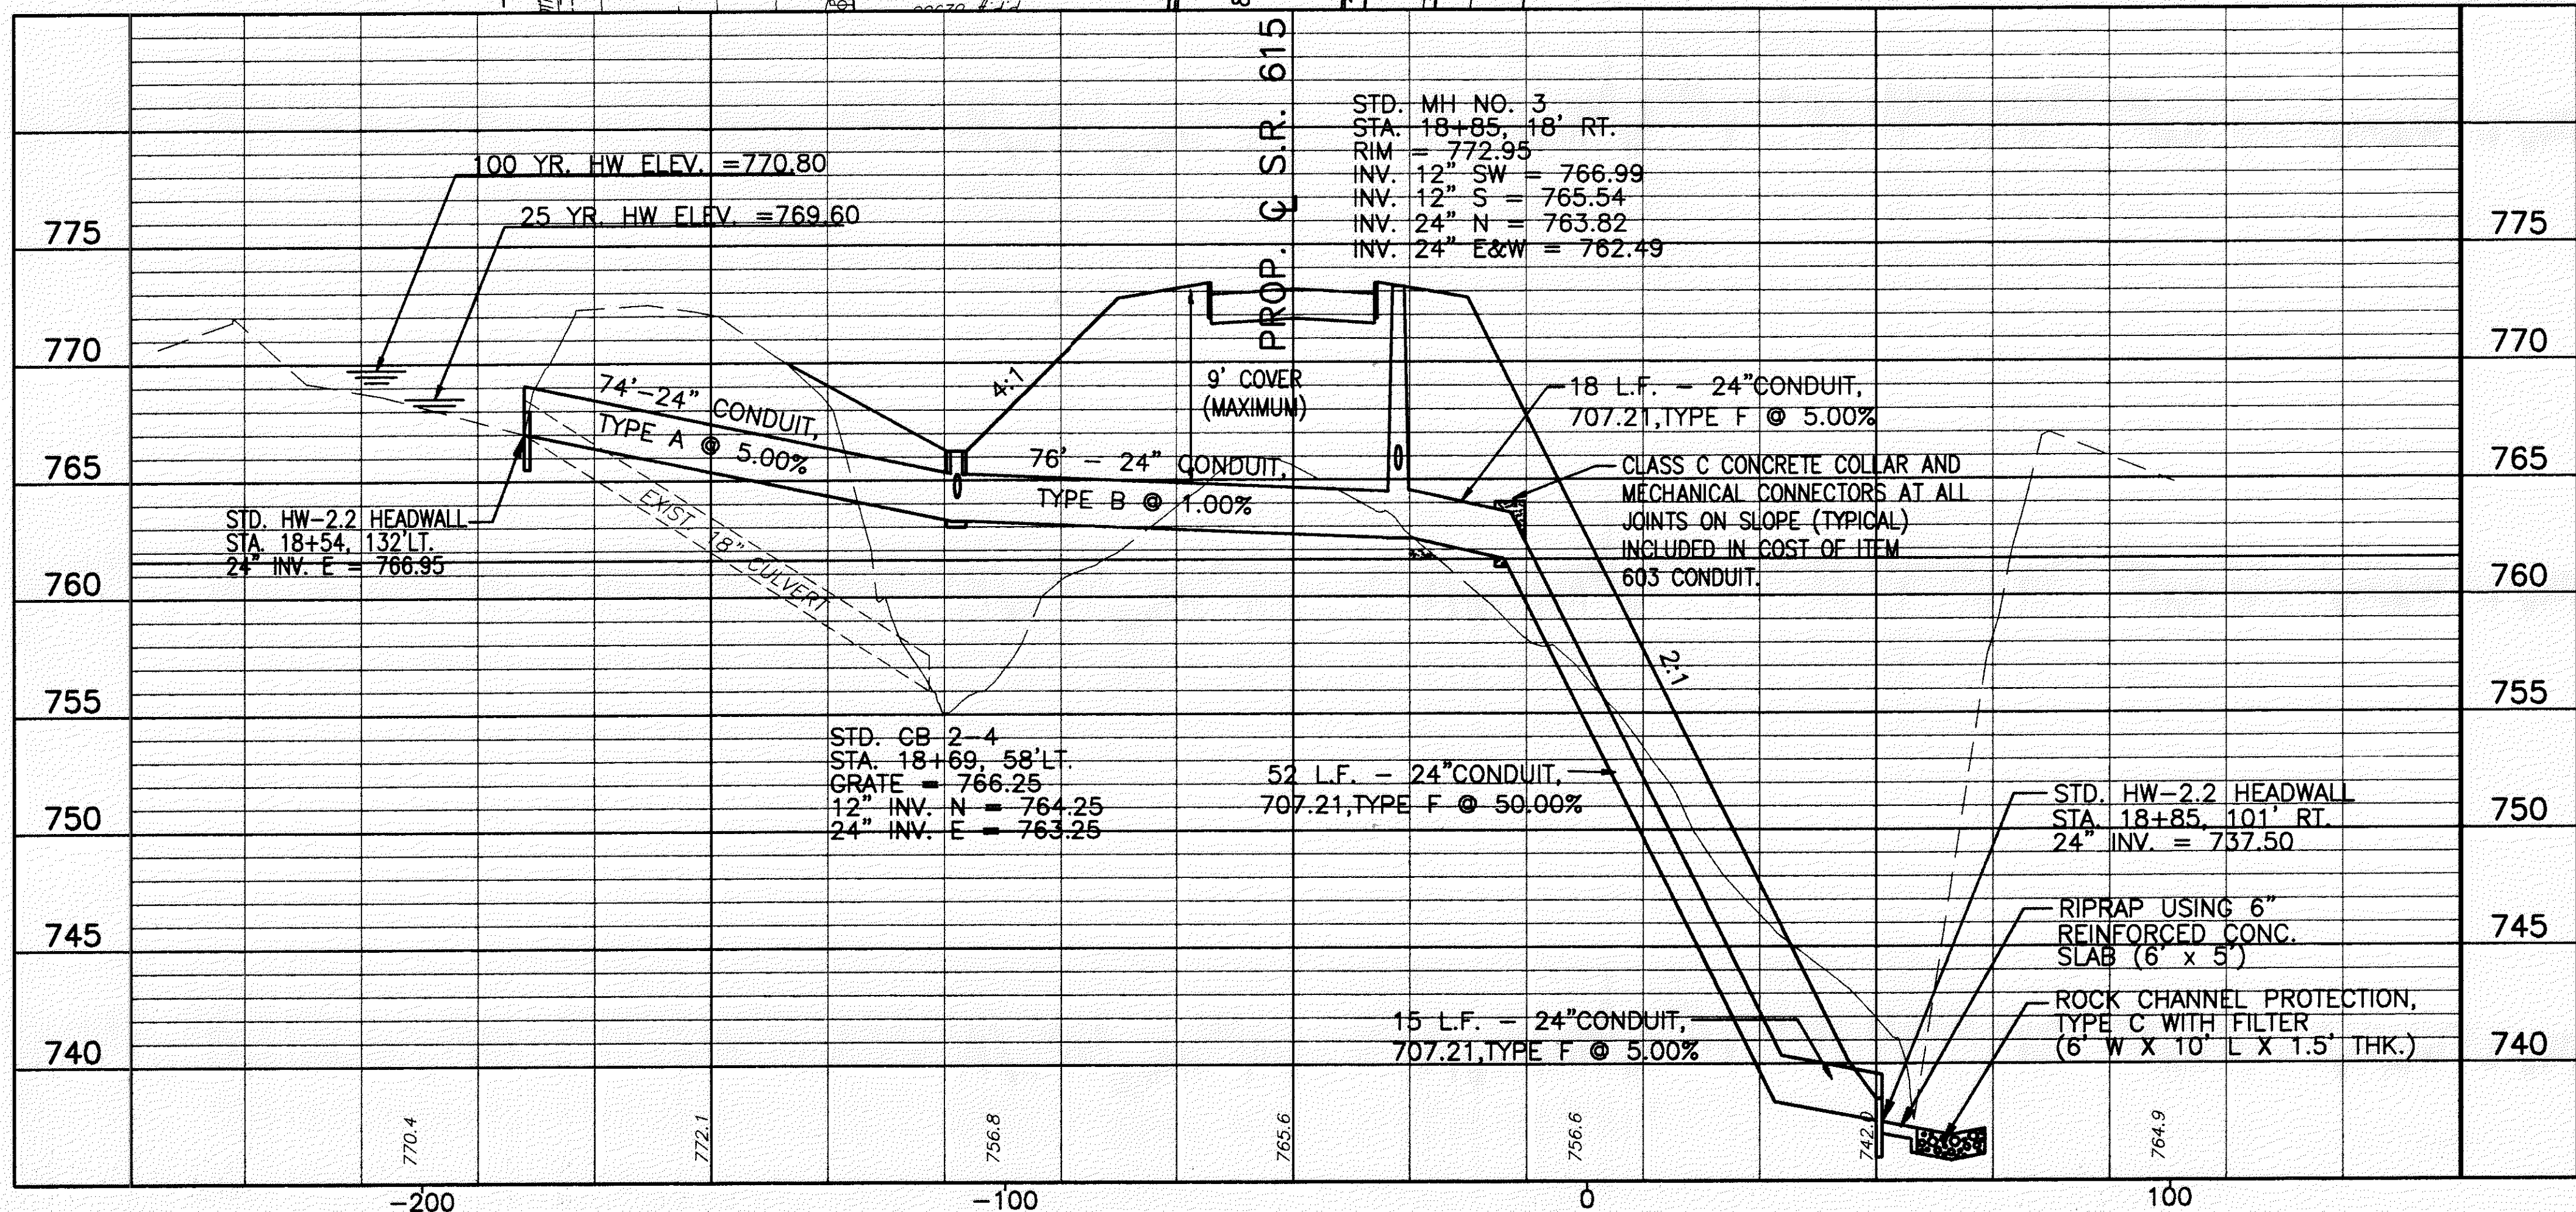 PROP. ℄ S.R. 615
STD. MH NO. 3
STA. 18+85, 18' RT.
RIM = 772.95
INV. 12" SW = 766.99
INV. 12" S = 765.54
INV. 24" N = 763.82
INV. 24" E&W = 762.49
100 YR. HW ELEV. =770.80
25 YR. HW ELEV. =769.60
775
775
770
770
765
765
760
760
755
755
750
750
745
745
740
740
74'-24" CONDUIT,
TYPE A @ 5.00%
4:1
9' COVER
(MAXIMUM)
76' - 24" CONDUIT,
TYPE B @ 1.00%
18 L.F. - 24"CONDUIT,
707.21,TYPE F @ 5.00%
CLASS C CONCRETE COLLAR AND
MECHANICAL CONNECTORS AT ALL
JOINTS ON SLOPE (TYPICAL)
INCLUDED IN COST OF ITEM
603 CONDUIT.
STD. HW-2.2 HEADWALL
STA. 18+54, 132'LT.
24" INV. E = 766.95
EXIST. 18" CULVERT
2:1
STD. CB 2-4
STA. 18+69, 58'LT.
GRATE = 766.25
12" INV. N = 764.25
24" INV. E = 763.25
52 L.F. - 24"CONDUIT,
707.21,TYPE F @ 50.00%
STD. HW-2.2 HEADWALL
STA. 18+85, 101' RT.
24" INV. = 737.50
RIPRAP USING 6"
REINFORCED CONC.
SLAB (6' x 5')
ROCK CHANNEL PROTECTION,
TYPE C WITH FILTER
(6' W X 10' L X 1.5' THK.)
15 L.F. - 24"CONDUIT,
707.21,TYPE F @ 5.00%
770.4
772.1
756.8
765.6
756.6
742.0
764.9
-200
-100
0
100